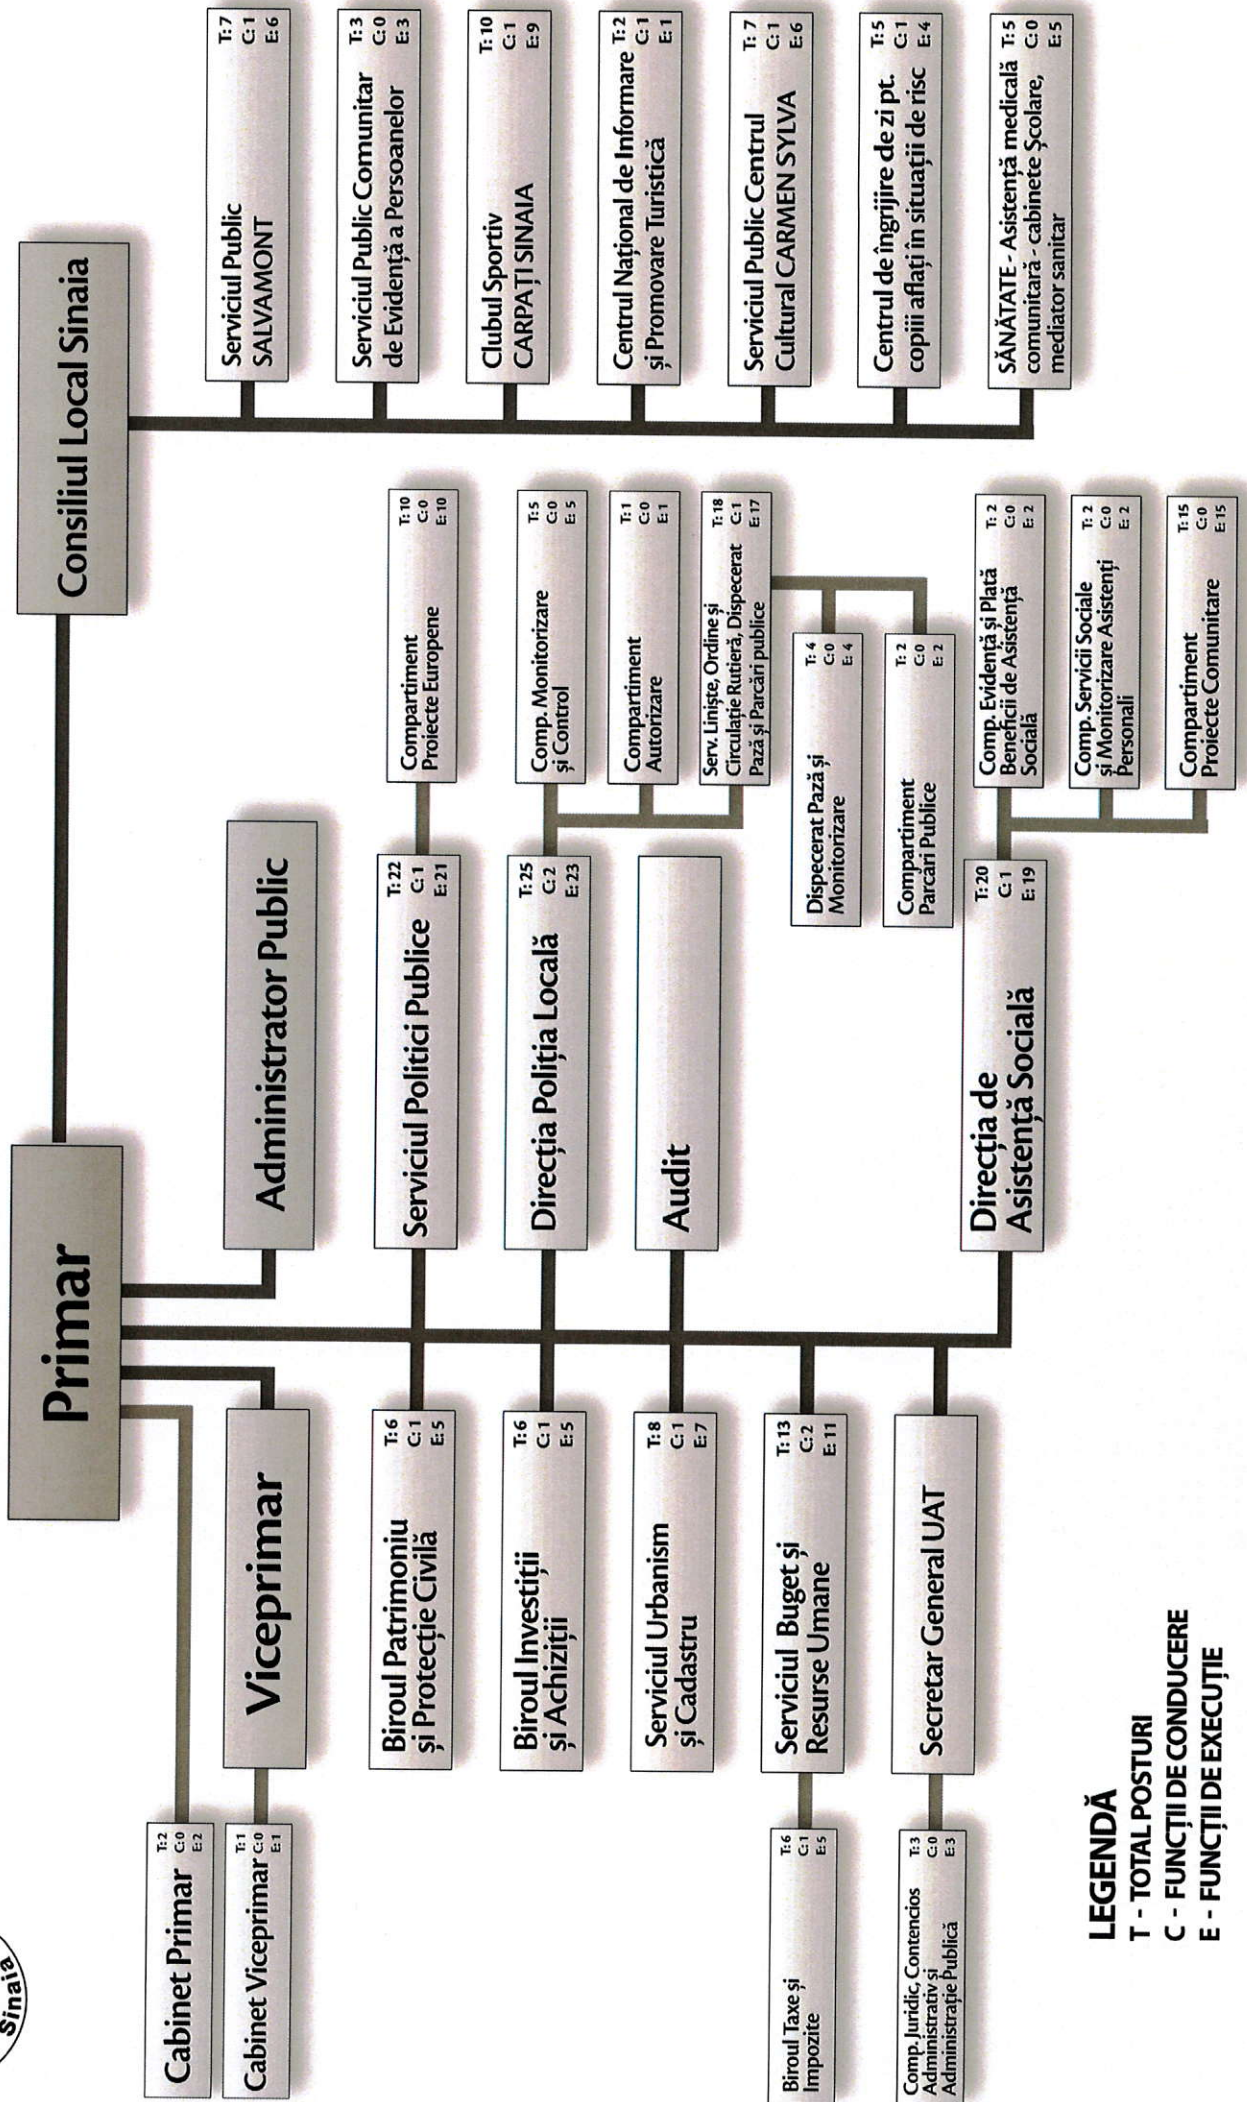 Sinaia
Primar
Consiliul Local Sinaia
Cabinet Primar
T:2
C:0
E:2
Cabinet Viceprimar
T:1
C:0
E:1
Viceprimar
Administrator Public
Biroul Patrimoniu
și Protecție Civilă
T:6
C:1
E:5
Biroul Investiții
și Achiziții
T:6
C:1
E:5
Serviciul Urbanism
și Cadastru
T:8
C:1
E:7
Serviciul Buget și
Resurse Umane
T:13
C:2
E:11
Biroul Taxe și
Impozite
T:6
C:1
E:5
Secretar General UAT
Comp. Juridic, Contencios
Administrativ și
Administrație Publică
T:3
C:0
E:3
Serviciul Politici Publice
T:22
C:1
E:21
Compartiment
Proiecte Europene
T:10
C:0
E:10
Direcția Poliția Locală
T:25
C:2
E:23
Comp. Monitorizare
și Control
T:5
C:0
E:5
Compartiment
Autorizare
T:1
C:0
E:1
Serv. Liniște, Ordine și
Circulație Rutieră, Dispecerat
Pază și Parcări publice
T:18
C:1
E:17
Dispecerat Pază și
Monitorizare
T:4
C:0
E:4
Compartiment
Parcări Publice
T:2
C:0
E:2
Audit
Direcția de
Asistență Socială
T:20
C:1
E:19
Comp. Evidență și Plată
Beneficii de Asistență
Socială
T:2
C:0
E:2
Comp. Servicii Sociale
și Monitorizare Asistenți
Personali
T:2
C:0
E:2
Compartiment
Proiecte Comunitare
T:15
C:0
E:15
Serviciul Public
SALVAMONT
T:7
C:1
E:6
Serviciul Public Comunitar
de Evidență a Persoanelor
T:3
C:0
E:3
Clubul Sportiv
CARPAȚI SINAIA
T:10
C:1
E:9
Centrul Național de Informare
și Promovare Turistică
T:2
C:1
E:1
Serviciul Public Centrul
Cultural CARMEN SYLVA
T:7
C:1
E:6
Centrul de îngrijire de zi pt.
copiii aflați în situații de risc
T:5
C:1
E:4
SĂNĂTATE - Asistență medicală
comunitară - cabinete Școlare,
mediator sanitar
T:5
C:0
E:5
LEGENDĂ
T - TOTAL POSTURI
C - FUNCȚII DE CONDUCERE
E - FUNCȚII DE EXECUȚIE